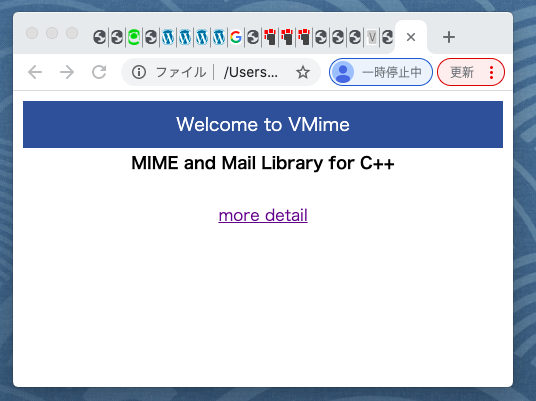 ファイル
/Users...
一時停止中
更新
Welcome to VMime
MIME and Mail Library for C++
more detail